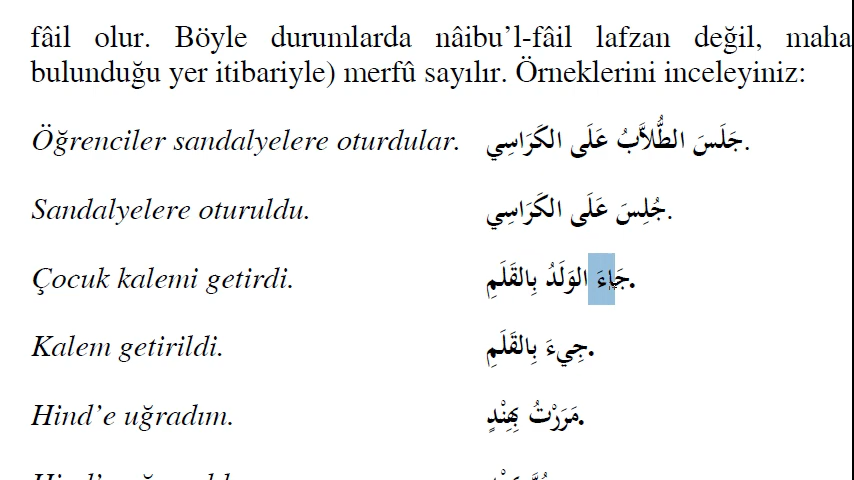 fâil olur. Böyle durumlarda nâibu’l-fâil lafzan değil, maha
bulunduğu yer itibariyle) merfû sayılır. Örneklerini inceleyiniz:
Öğrenciler sandalyelere oturdular. جَلَسَ الطُّلاَّبُ عَلَى الكَرَاسِي.
Sandalyelere oturuldu. جُلِسَ عَلَى الكَرَاسِي.
Çocuk kalemi getirdi. جَاءَ الوَلَدُ بِالقَلَمِ.
Kalem getirildi. جِيءَ بِالقَلَمِ.
Hind’e uğradım. مَرَرْتُ بِهِنْدٍ.